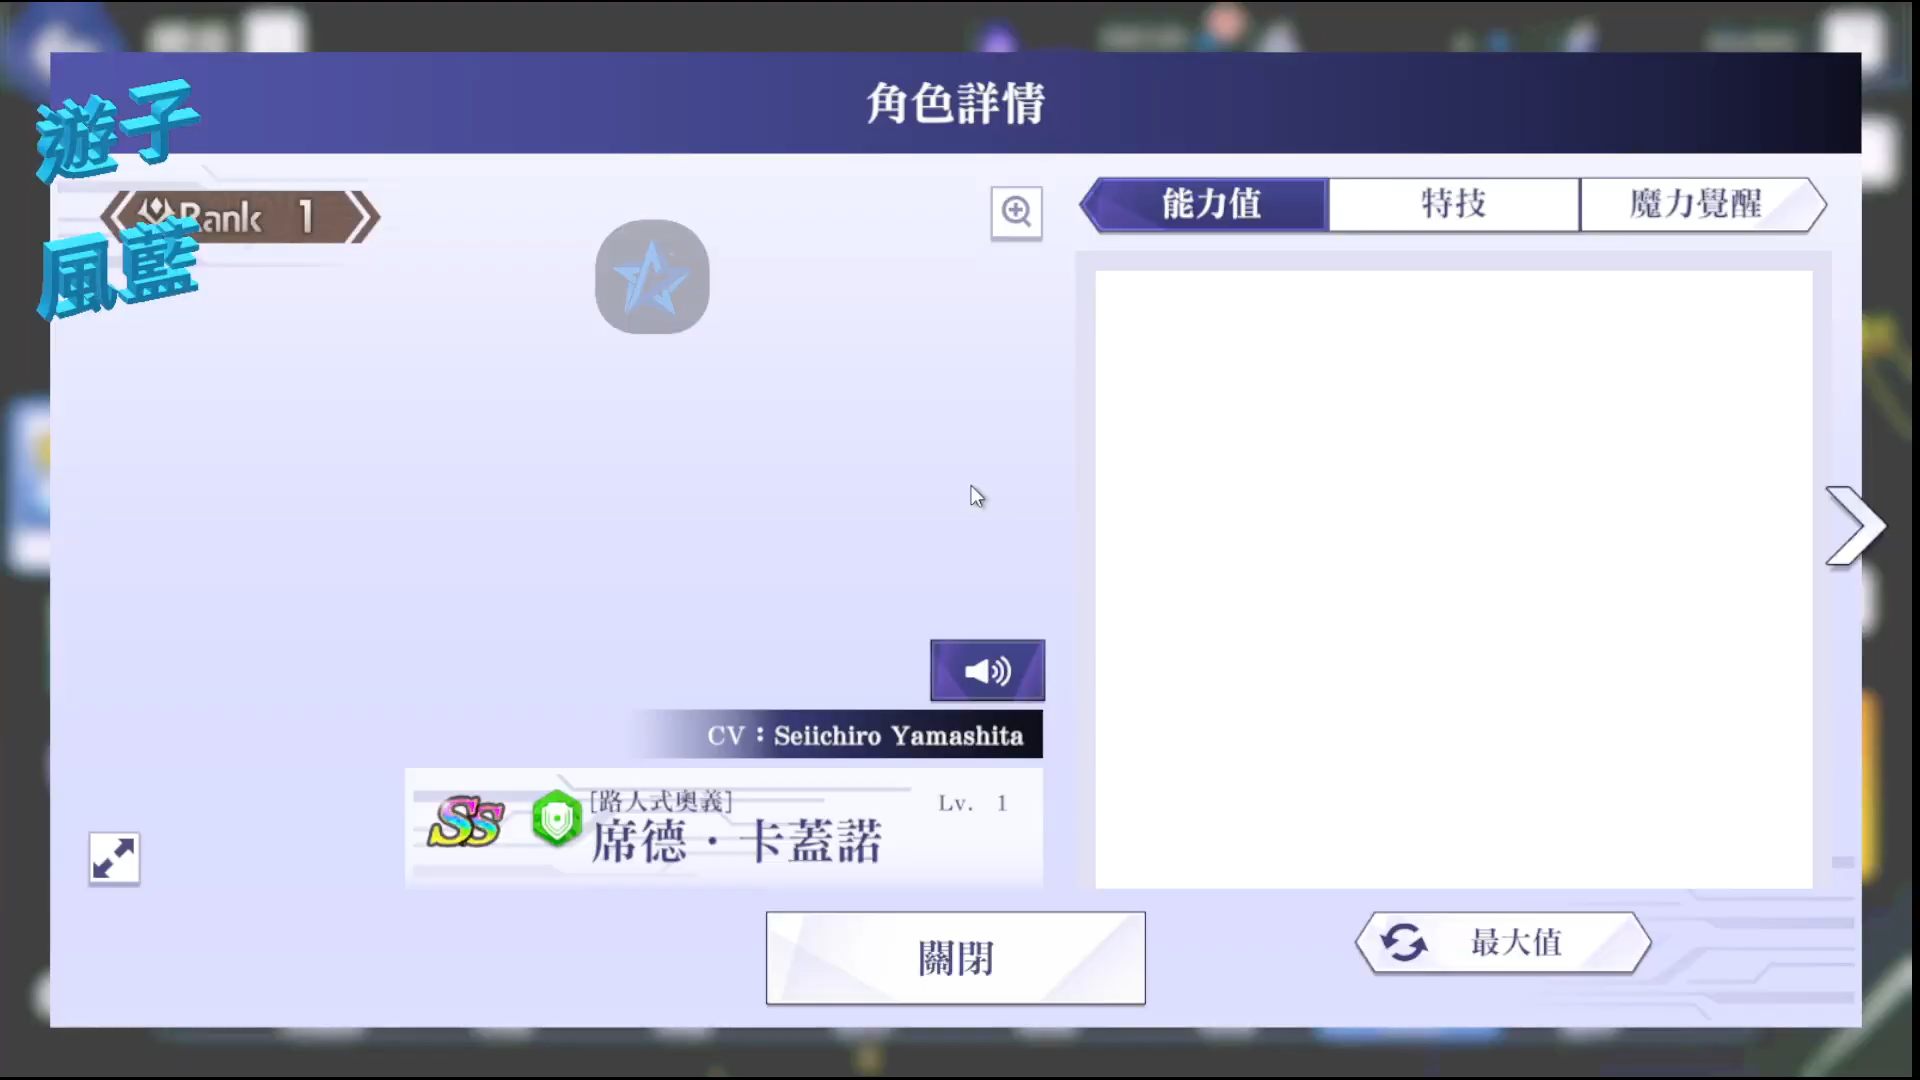 角色詳情
遊子
風藍
Rank 1
能力值
特技
魔力覺醒
CV：Seiichiro Yamashita
SS
[路人式奧義]
Lv. 1
席德・卡蓋諾
關閉
最大值